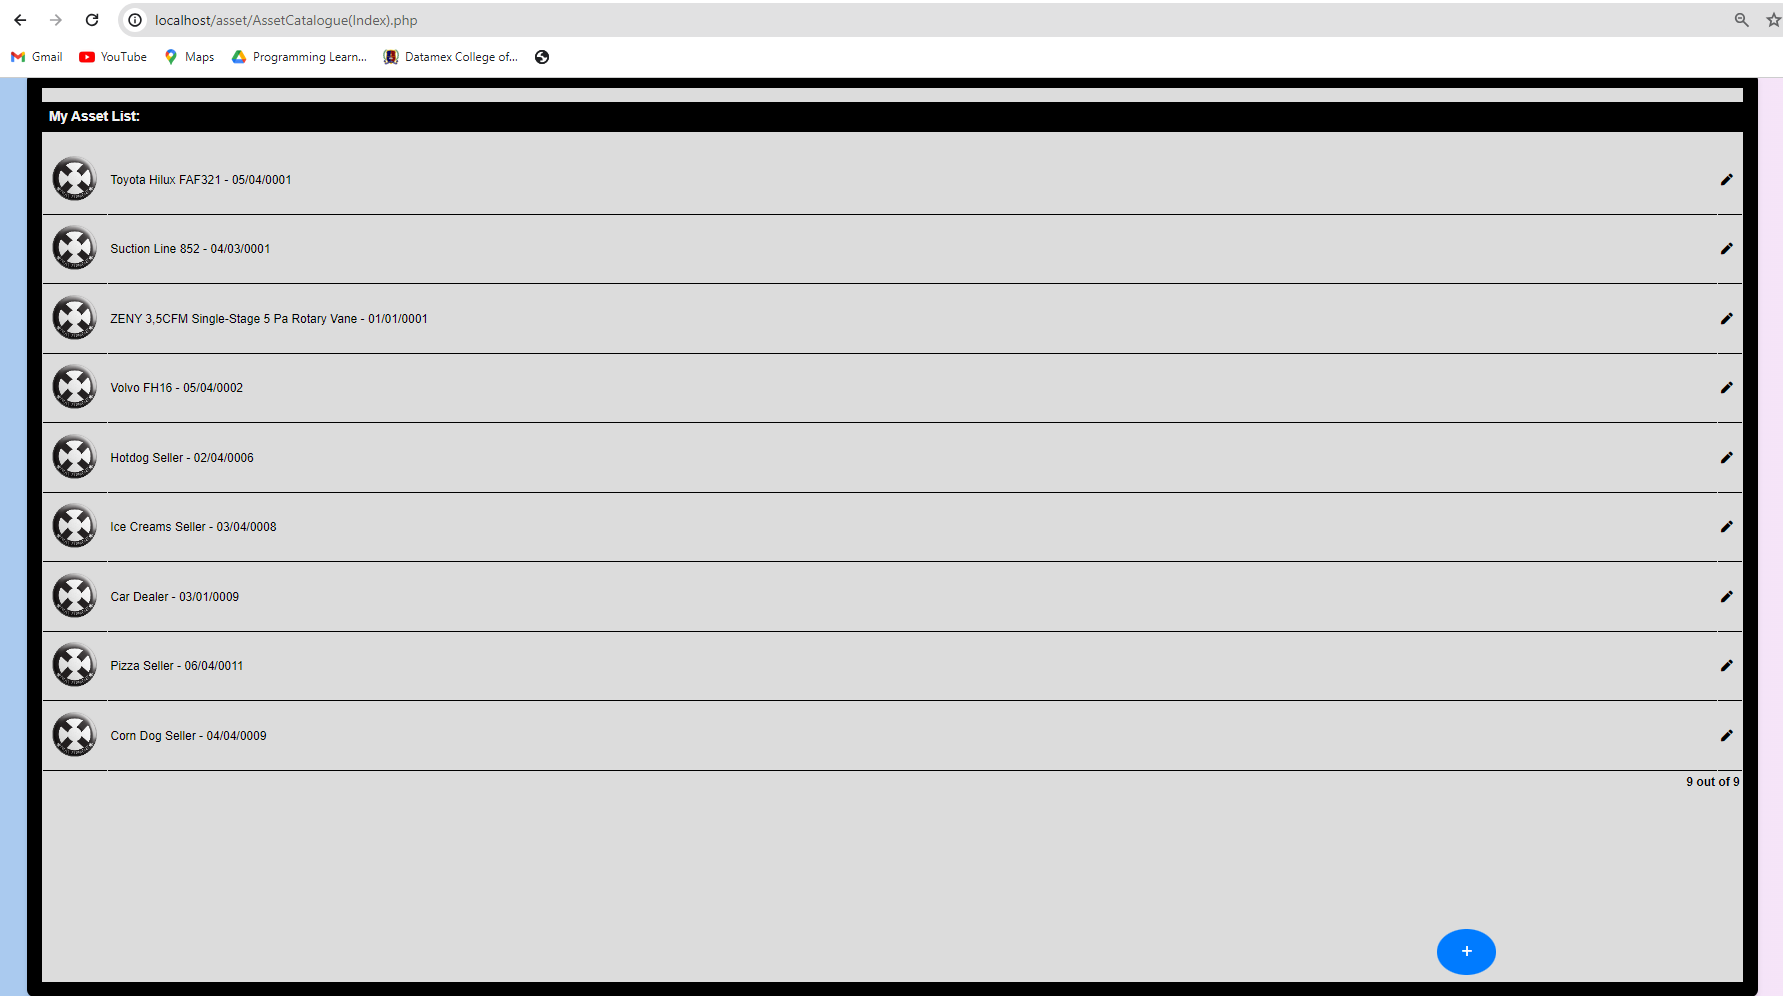 localhost/asset/AssetCatalogue(Index).php
Gmail YouTube Maps Programming Learn... Datamex College of...
My Asset List:
Toyota Hilux FAF321 - 05/04/0001
Suction Line 852 - 04/03/0001
ZENY 3,5CFM Single-Stage 5 Pa Rotary Vane - 01/01/0001
Volvo FH16 - 05/04/0002
Hotdog Seller - 02/04/0006
Ice Creams Seller - 03/04/0008
Car Dealer - 03/01/0009
Pizza Seller - 06/04/0011
Corn Dog Seller - 04/04/0009
9 out of 9
+